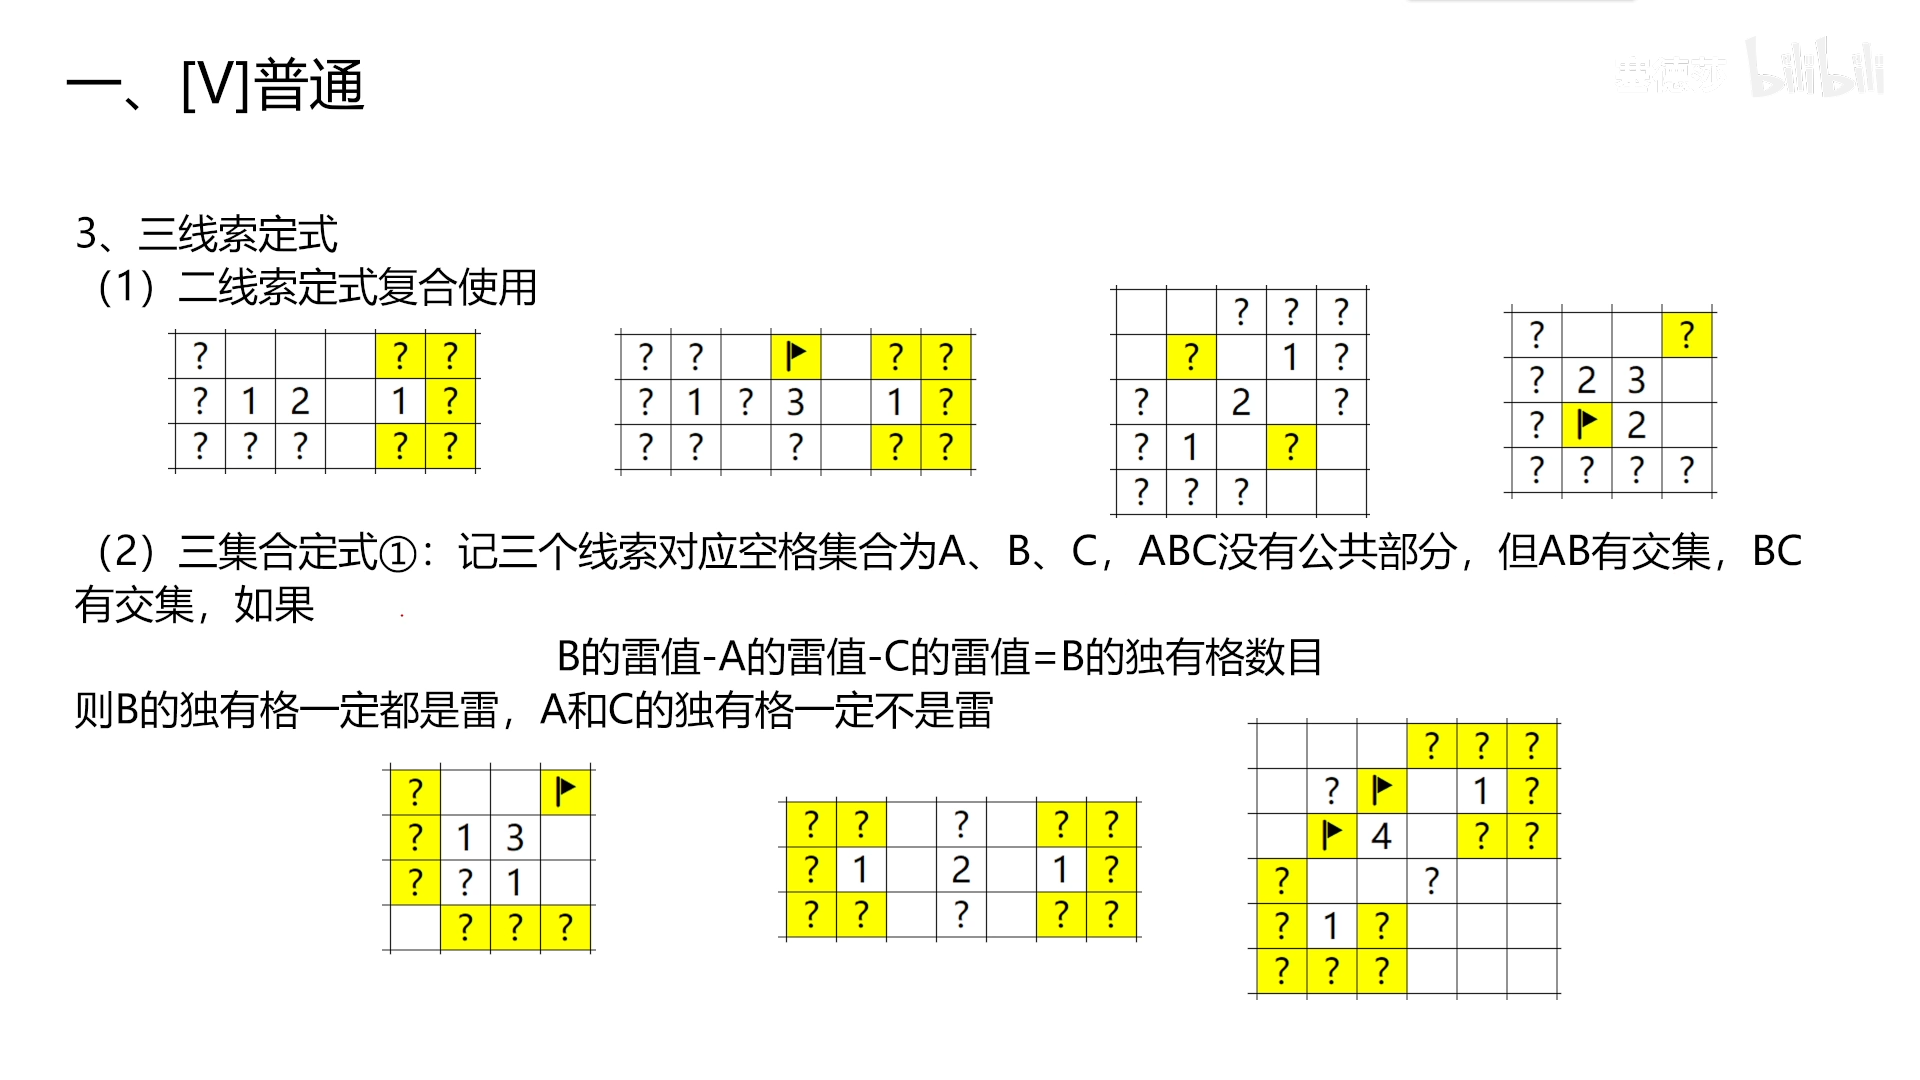 一、[V]普通
bilibili
3、三线索定式
（1）二线索定式复合使用
? ? ?
? 1 2 1 ?
? ? ? ? ?
? ? ? ?
? 1 ? 3 1 ?
? ? ? ? ?
? ? ?
? 1 ?
? 2 ?
? 1 ?
? ? ?
? ?
? 2 3
? 2
? ? ? ?
（2）三集合定式①：记三个线索对应空格集合为A、B、C，ABC没有公共部分，但AB有交集，BC
有交集，如果
B的雷值-A的雷值-C的雷值=B的独有格数目
则B的独有格一定都是雷，A和C的独有格一定不是雷
?
? 1 3
? ? 1
? ? ?
? ? ? ? ?
? 1 2 1 ?
? ? ? ? ?
? ? ?
? 1 ?
4 ? ?
? ?
? 1 ?
? ? ?